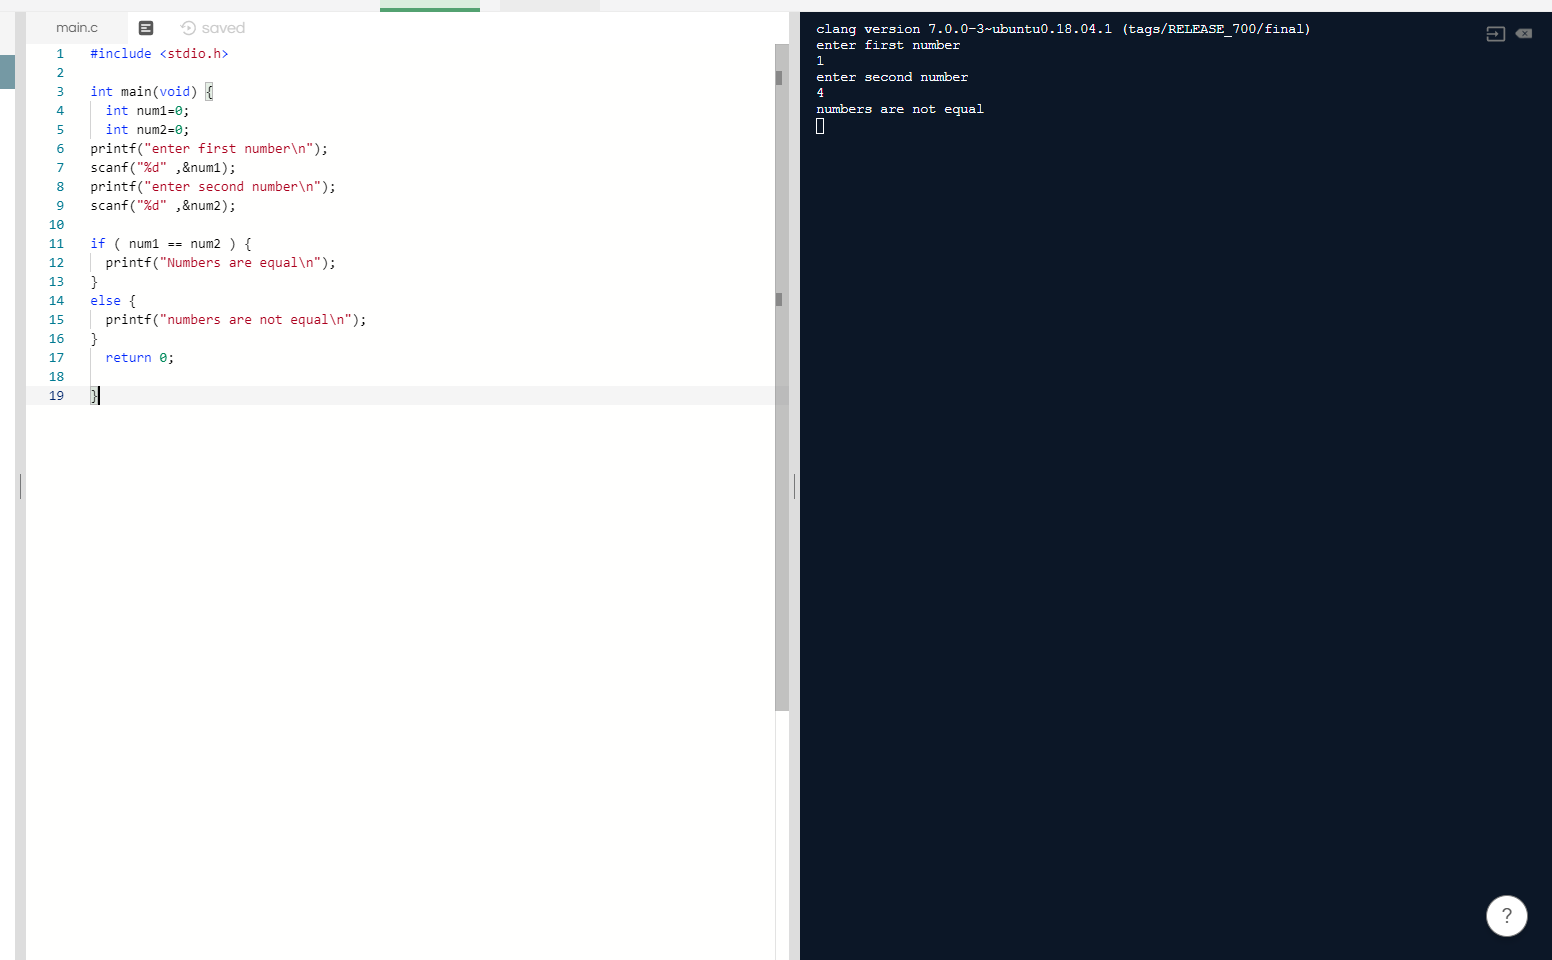 main.c saved
1 #include <stdio.h>
2
3 int main(void) {
4 int num1=0;
5 int num2=0;
6 printf("enter first number\n");
7 scanf("%d" ,&num1);
8 printf("enter second number\n");
9 scanf("%d" ,&num2);
10
11 if ( num1 == num2 ) {
12 printf("Numbers are equal\n");
13 }
14 else {
15 printf("numbers are not equal\n");
16 }
17 return 0;
18
19 }
clang version 7.0.0-3~ubuntu0.18.04.1 (tags/RELEASE_700/final)
enter first number
1
enter second number
4
numbers are not equal
?